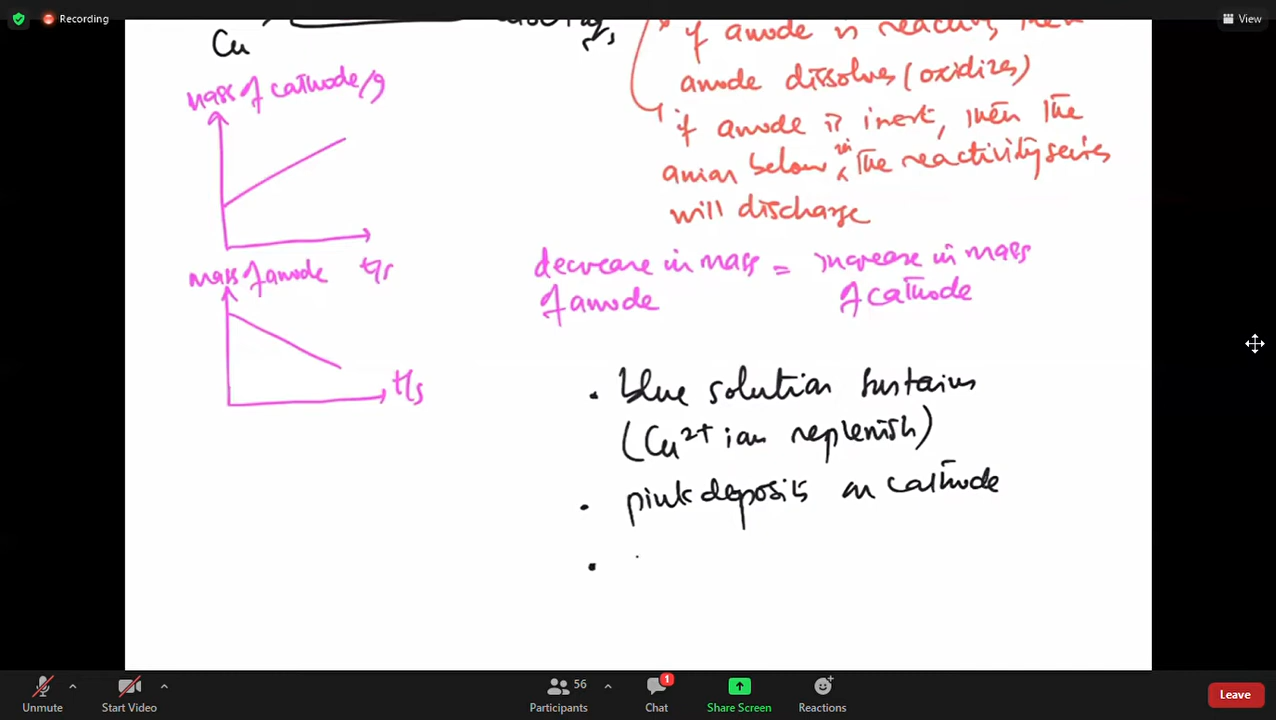 Recording
View
Cu
if anode is reactive, then
anode dissolves (oxidizes)
mass of cathode/g
if anode is inert, then the
anion below in the reactivity series
will discharge
t/s
decrease in mass = increase in mass
of anode of cathode
mass of anode
t/s
• blue solution sustains
(Cu2+ ion replenish)
• pink deposits on cathode
•
Unmute
Start Video
56
Participants
1
Chat
Share Screen
Reactions
Leave